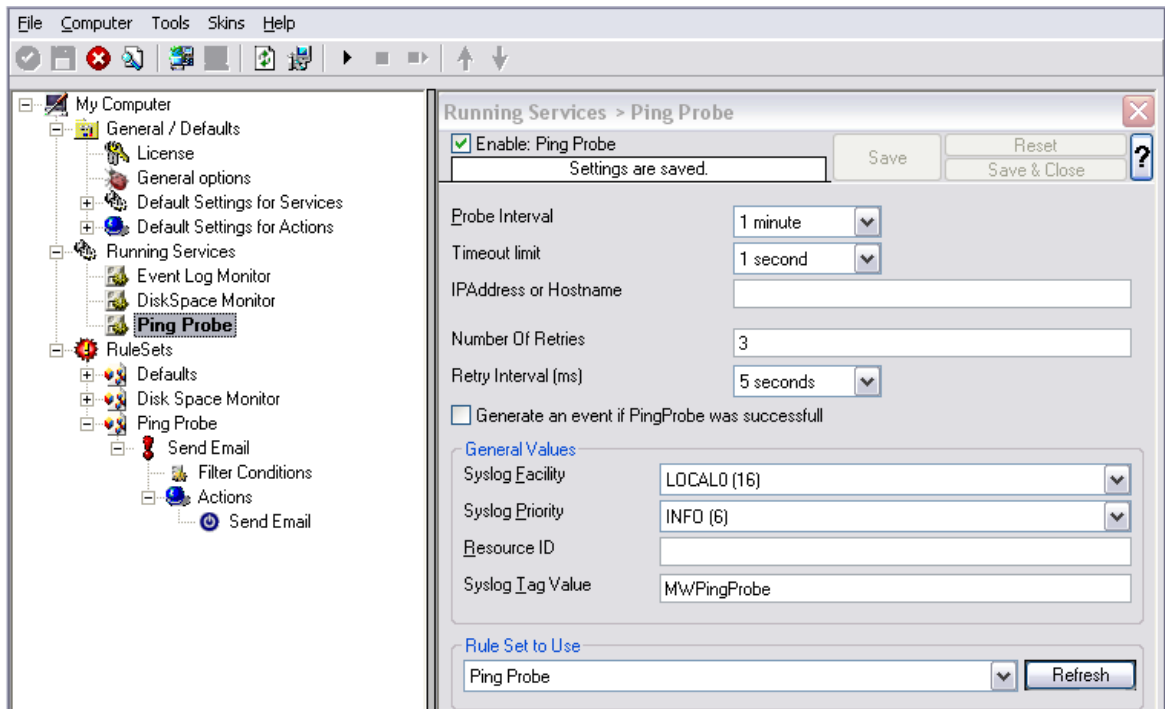 File Computer Tools Skins Help
My Computer
General / Defaults
License
General options
Default Settings for Services
Default Settings for Actions
Running Services
Event Log Monitor
DiskSpace Monitor
Ping Probe
RuleSets
Defaults
Disk Space Monitor
Ping Probe
Send Email
Filter Conditions
Actions
Send Email
Running Services > Ping Probe
Enable: Ping Probe
Settings are saved.
Save
Reset
Save & Close
?
Probe Interval
1 minute
Timeout limit
1 second
IPAddress or Hostname
Number Of Retries
3
Retry Interval (ms)
5 seconds
Generate an event if PingProbe was successfull
General Values
Syslog Facility
LOCAL0 (16)
Syslog Priority
INFO (6)
Resource ID
Syslog Tag Value
MWPingProbe
Rule Set to Use
Ping Probe
Refresh